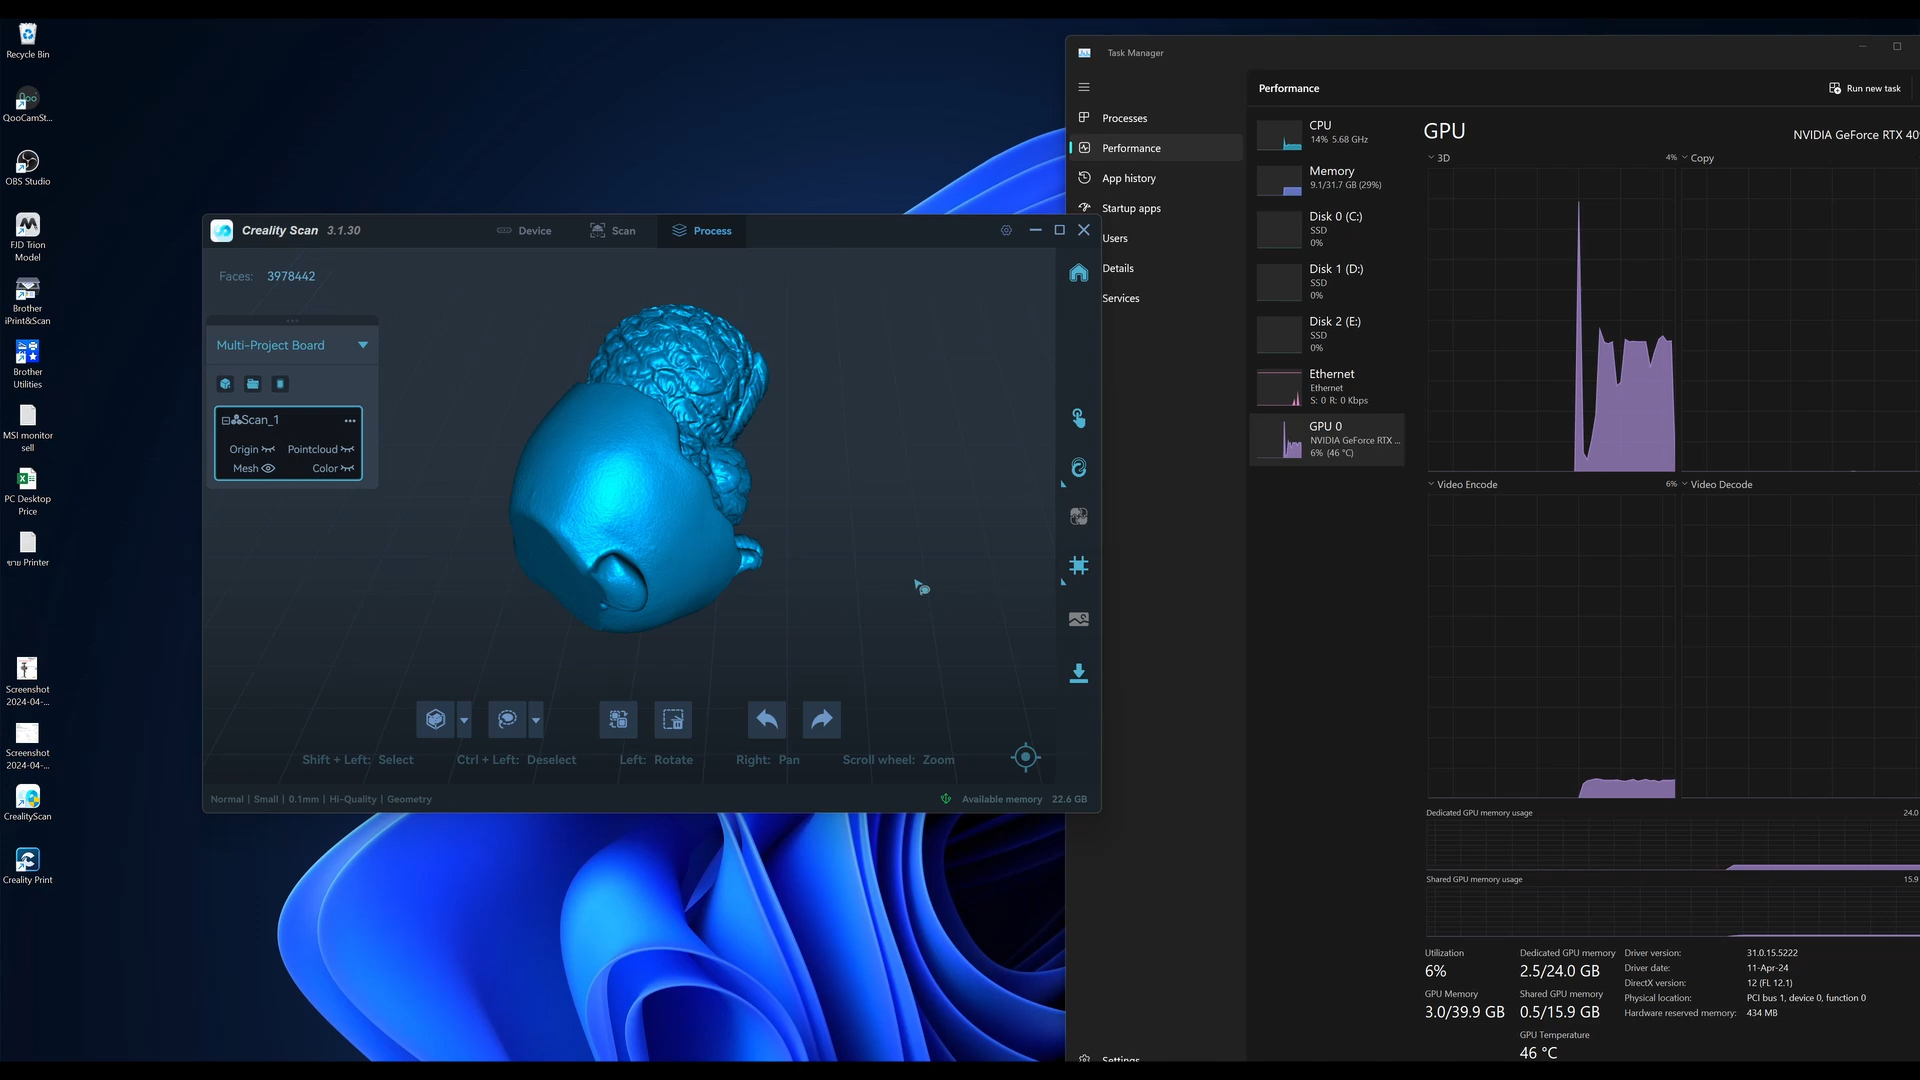 Recycle Bin
QooCamSt...
OBS Studio
FJD Trion
Model
Brother
iPrint&Scan
Brother
Utilities
MSI monitor
sell
PC Desktop
Price
ขาย Printer
Screenshot
2024-04-...
Screenshot
2024-04-...
CrealityScan
Creality Print
Creality Scan 3.1.30
Device
Scan
Process
Faces: 3978442
Multi-Project Board
Scan_1
Origin
Pointcloud
Mesh
Color
Shift + Left: Select
Ctrl + Left: Deselect
Left: Rotate
Right: Pan
Scroll wheel: Zoom
Normal | Small | 0.1mm | Hi-Quality | Geometry
Available memory 22.6 GB
Task Manager
Processes
Performance
App history
Startup apps
Users
Details
Services
Settings
Performance
Run new task
CPU
14% 5.68 GHz
Memory
9.1/31.7 GB (29%)
Disk 0 (C:)
SSD
0%
Disk 1 (D:)
SSD
0%
Disk 2 (E:)
SSD
0%
Ethernet
Ethernet
S: 0 R: 0 Kbps
GPU 0
NVIDIA GeForce RTX ...
6% (46 °C)
GPU
NVIDIA GeForce RTX 409
3D
4%
Copy
Video Encode
6%
Video Decode
Dedicated GPU memory usage
24.0
Shared GPU memory usage
15.9
Utilization
6%
Dedicated GPU memory
2.5/24.0 GB
GPU Memory
3.0/39.9 GB
Shared GPU memory
0.5/15.9 GB
GPU Temperature
46 °C
Driver version: 31.0.15.5222
Driver date: 11-Apr-24
DirectX version: 12 (FL 12.1)
Physical location: PCI bus 1, device 0, function 0
Hardware reserved memory: 434 MB